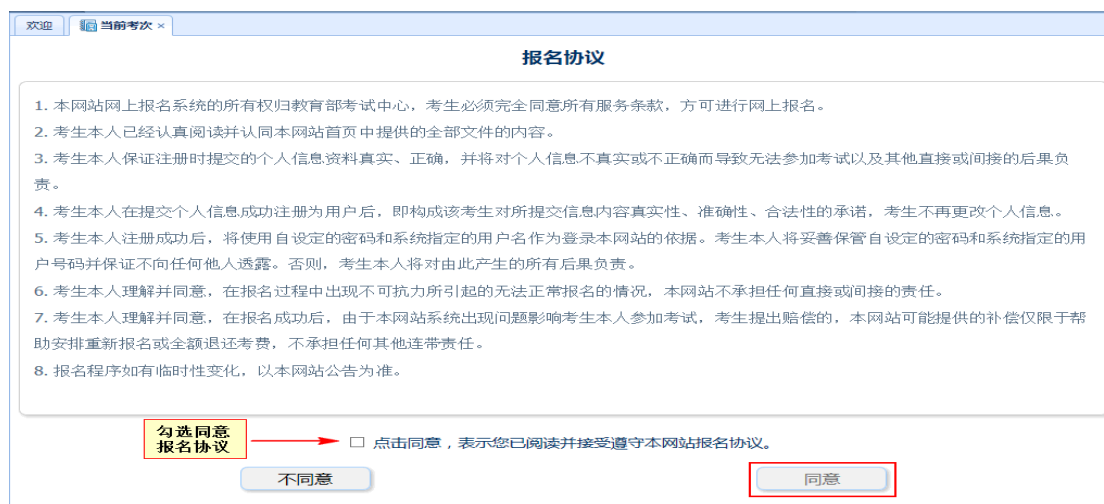 欢迎 当前考次 ×
报名协议
1. 本网站网上报名系统的所有权归教育部考试中心，考生必须完全同意所有服务条款，方可进行网上报名。
2. 考生本人已经认真阅读并认同本网站首页中提供的全部文件的内容。
3. 考生本人保证注册时提交的个人信息资料真实、正确，并将对个人信息不真实或不正确而导致无法参加考试以及其他直接或间接的后果负
责。
4. 考生本人在提交个人信息成功注册为用户后，即构成该考生对所提交信息内容真实性、准确性、合法性的承诺，考生不再更改个人信息。
5. 考生本人注册成功后，将使用自设定的密码和系统指定的用户名作为登录本网站的依据。考生本人将妥善保管自设定的密码和系统指定的用
户号码并保证不向任何他人透露。否则，考生本人将对由此产生的所有后果负责。
6. 考生本人理解并同意，在报名过程中出现不可抗力所引起的无法正常报名的情况，本网站不承担任何直接或间接的责任。
7. 考生本人理解并同意，在报名成功后，由于本网站系统出现问题影响考生本人参加考试，考生提出赔偿的，本网站可能提供的补偿仅限于帮
助安排重新报名或全额退还考费，不承担任何其他连带责任。
8. 报名程序如有临时性变化，以本网站公告为准。
勾选同意
报名协议
点击同意，表示您已阅读并接受遵守本网站报名协议。
不同意 同意